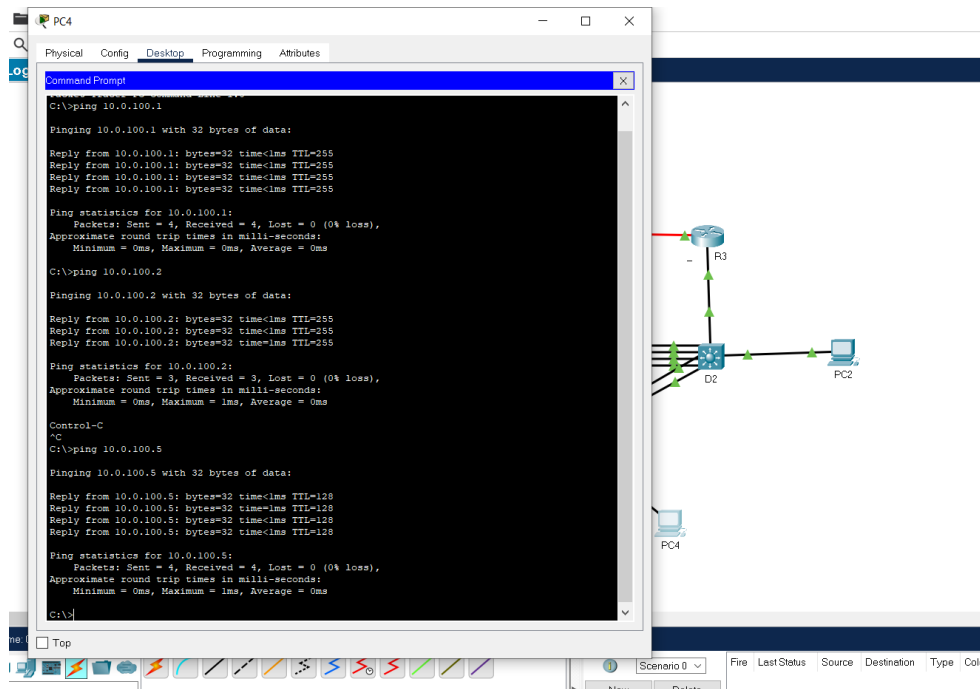 PC4
Physical Config Desktop Programming Attributes
Command Prompt
C:\>ping 10.0.100.1
Pinging 10.0.100.1 with 32 bytes of data:
Reply from 10.0.100.1: bytes=32 time<1ms TTL=255
Reply from 10.0.100.1: bytes=32 time<1ms TTL=255
Reply from 10.0.100.1: bytes=32 time<1ms TTL=255
Reply from 10.0.100.1: bytes=32 time<1ms TTL=255
Ping statistics for 10.0.100.1:
Packets: Sent = 4, Received = 4, Lost = 0 (0% loss),
Approximate round trip times in milli-seconds:
Minimum = 0ms, Maximum = 0ms, Average = 0ms
C:\>ping 10.0.100.2
Pinging 10.0.100.2 with 32 bytes of data:
Reply from 10.0.100.2: bytes=32 time<1ms TTL=255
Reply from 10.0.100.2: bytes=32 time<1ms TTL=255
Reply from 10.0.100.2: bytes=32 time=1ms TTL=255
Ping statistics for 10.0.100.2:
Packets: Sent = 3, Received = 3, Lost = 0 (0% loss),
Approximate round trip times in milli-seconds:
Minimum = 0ms, Maximum = 1ms, Average = 0ms
Control-C
^C
C:\>ping 10.0.100.5
Pinging 10.0.100.5 with 32 bytes of data:
Reply from 10.0.100.5: bytes=32 time<1ms TTL=128
Reply from 10.0.100.5: bytes=32 time=1ms TTL=128
Reply from 10.0.100.5: bytes=32 time<1ms TTL=128
Reply from 10.0.100.5: bytes=32 time<1ms TTL=128
Ping statistics for 10.0.100.5:
Packets: Sent = 4, Received = 4, Lost = 0 (0% loss),
Approximate round trip times in milli-seconds:
Minimum = 0ms, Maximum = 1ms, Average = 0ms
C:\>
Top
R3
D2
PC2
PC4
Scenario 0
Fire Last Status Source Destination Type